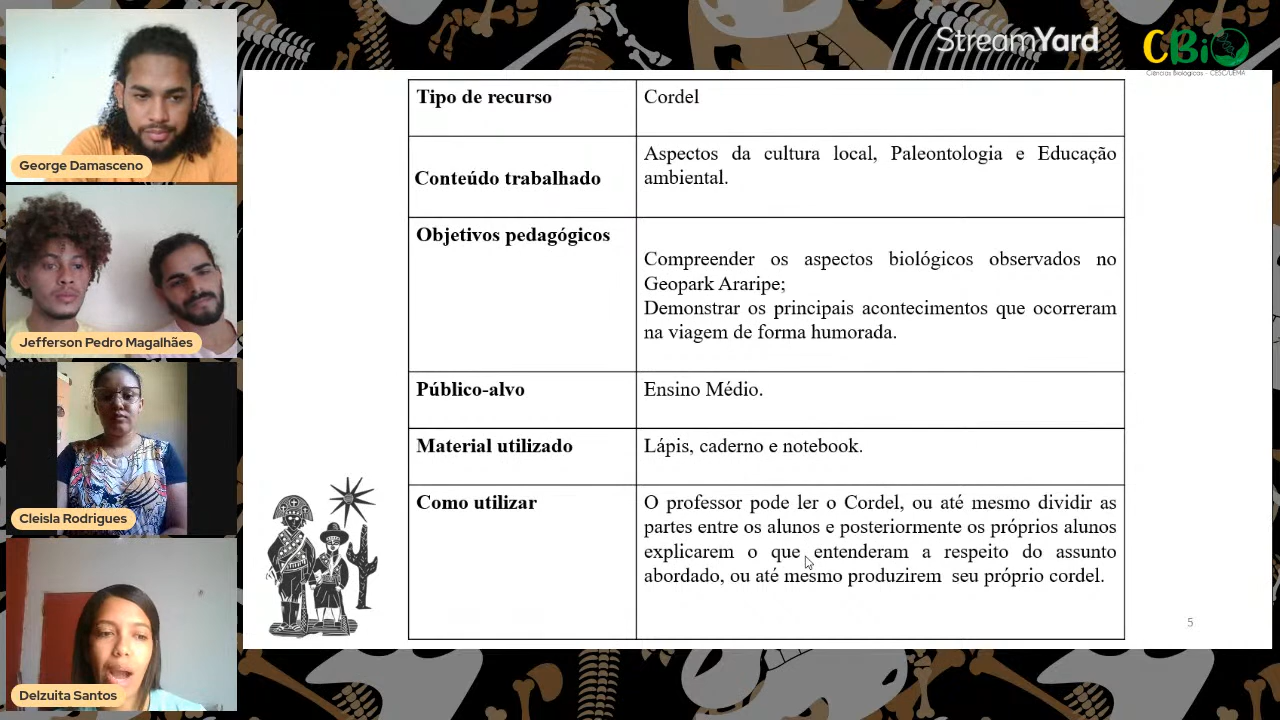 StreamYard
CBiO
Ciências Biológicas - CESC/UEMA
George Damasceno
Jefferson Pedro Magalhães
Cleisla Rodrigues
Delzuita Santos
Tipo de recurso
Cordel
Conteúdo trabalhado
Aspectos da cultura local, Paleontologia e Educação
ambiental.
Objetivos pedagógicos
Compreender os aspectos biológicos observados no
Geopark Araripe;
Demonstrar os principais acontecimentos que ocorreram
na viagem de forma humorada.
Público-alvo
Ensino Médio.
Material utilizado
Lápis, caderno e notebook.
Como utilizar
O professor pode ler o Cordel, ou até mesmo dividir as
partes entre os alunos e posteriormente os próprios alunos
explicarem o que entenderam a respeito do assunto
abordado, ou até mesmo produzirem seu próprio cordel.
5